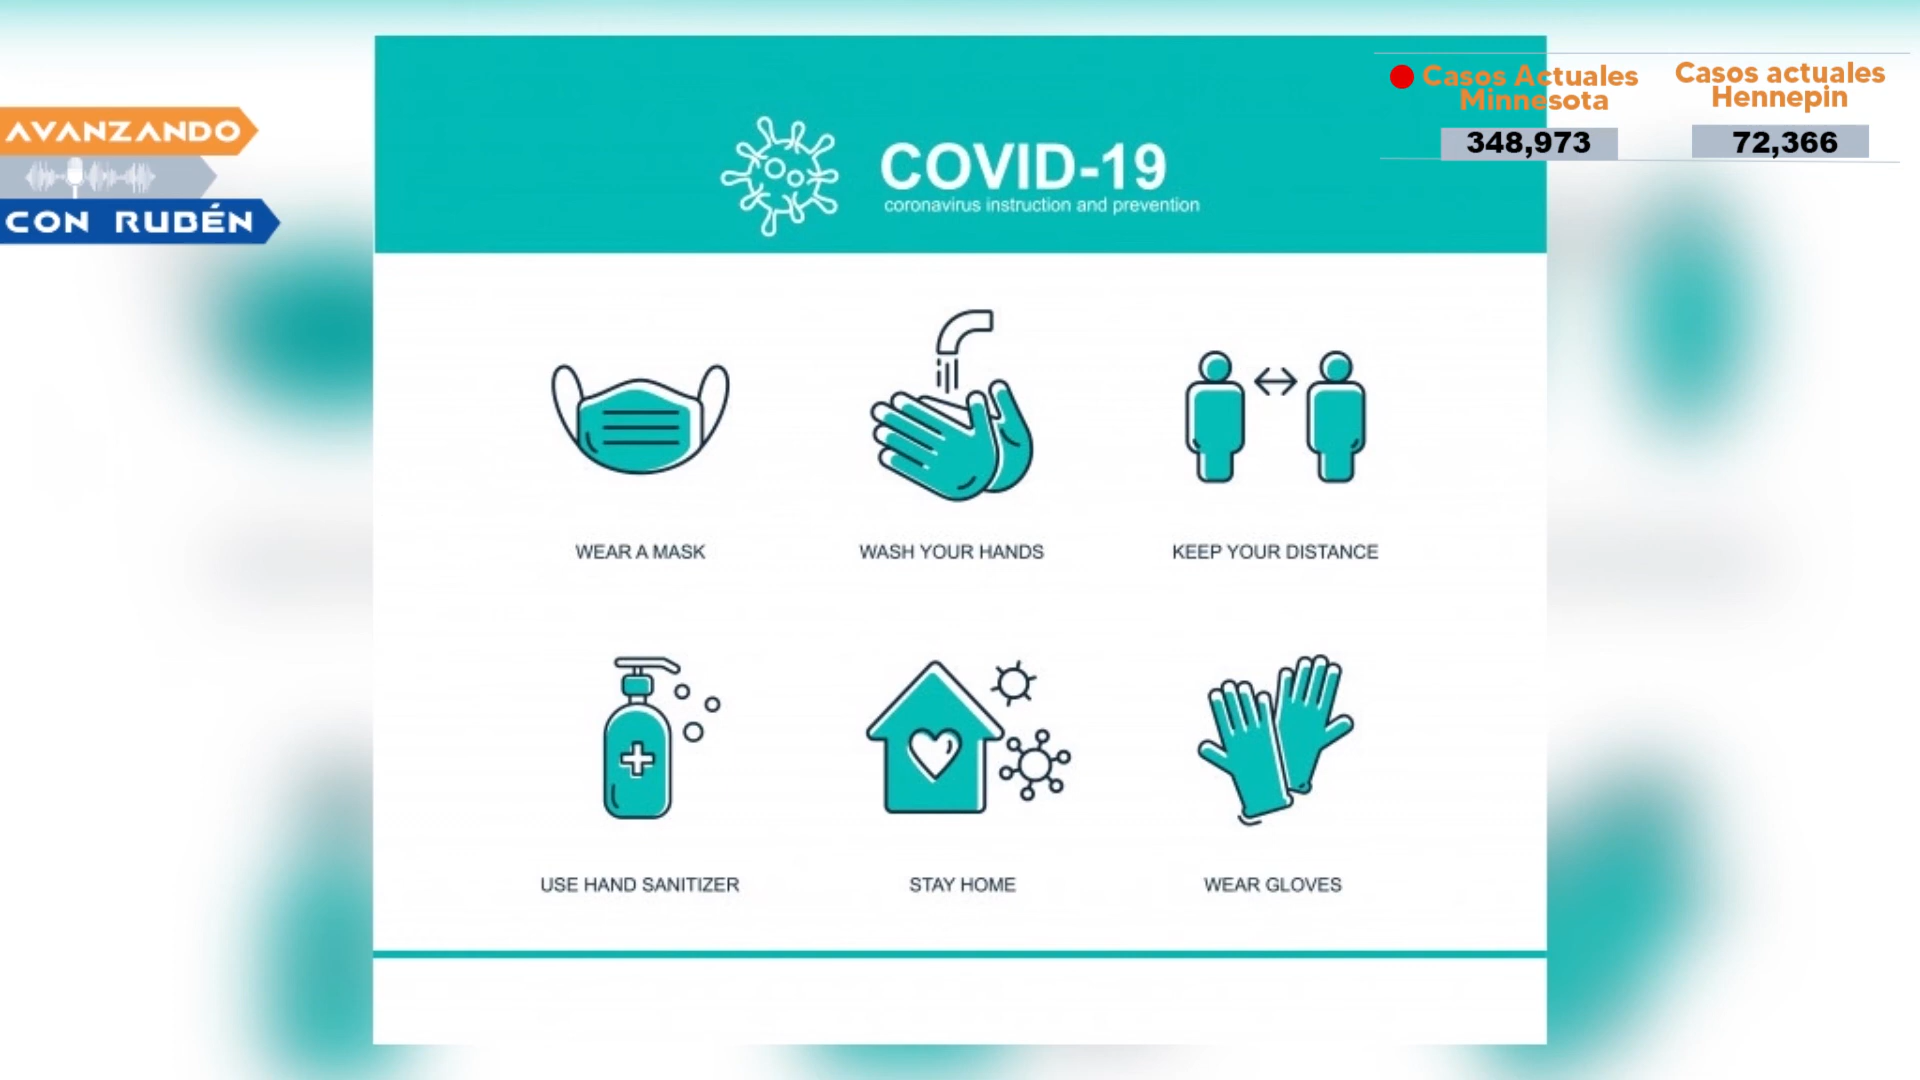 AVANZANDO
CON RUBÉN
Casos Actuales
Minnesota
348,973
Casos actuales
Hennepin
72,366
COVID-19
coronavirus instruction and prevention
WEAR A MASK
WASH YOUR HANDS
KEEP YOUR DISTANCE
USE HAND SANITIZER
STAY HOME
WEAR GLOVES